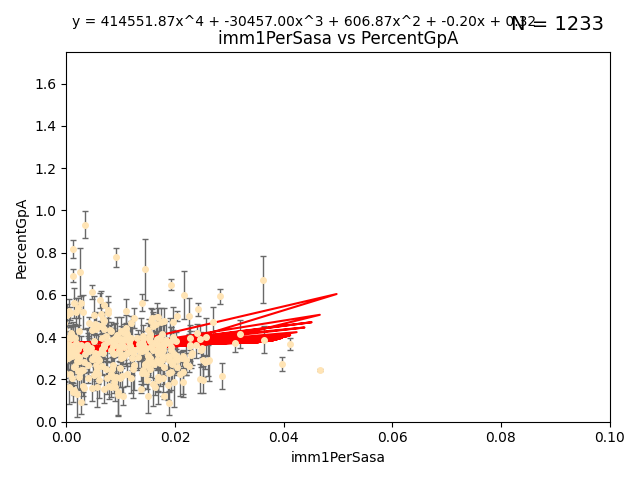 y = 414551.87x^4 + -30457.00x^3 + 606.87x^2 + -0.20x + 0.32
N = 1233
imm1PerSasa vs PercentGpA
1.6
1.4
1.2
1.0
0.8
0.6
0.4
0.2
0.0
PercentGpA
0.00 0.02 0.04 0.06 0.08 0.10
imm1PerSasa